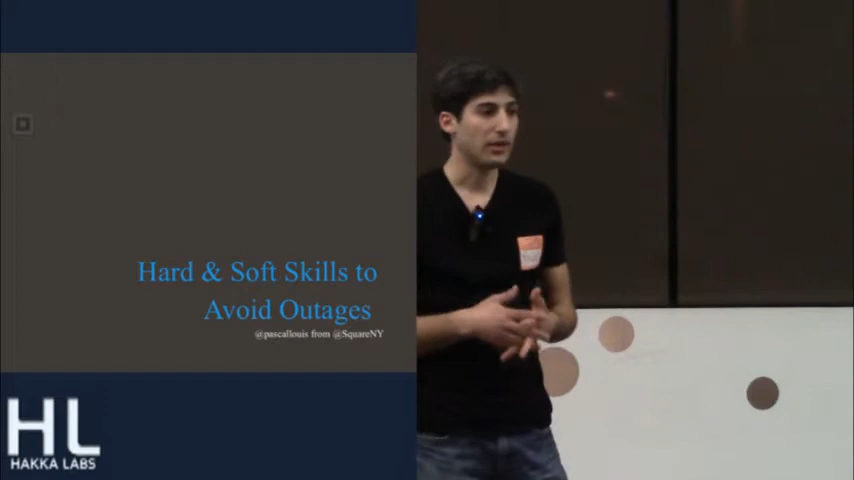 Hard & Soft Skills to
Avoid Outages
@pascallouis from @SquareNY
HL
HAKKA LABS